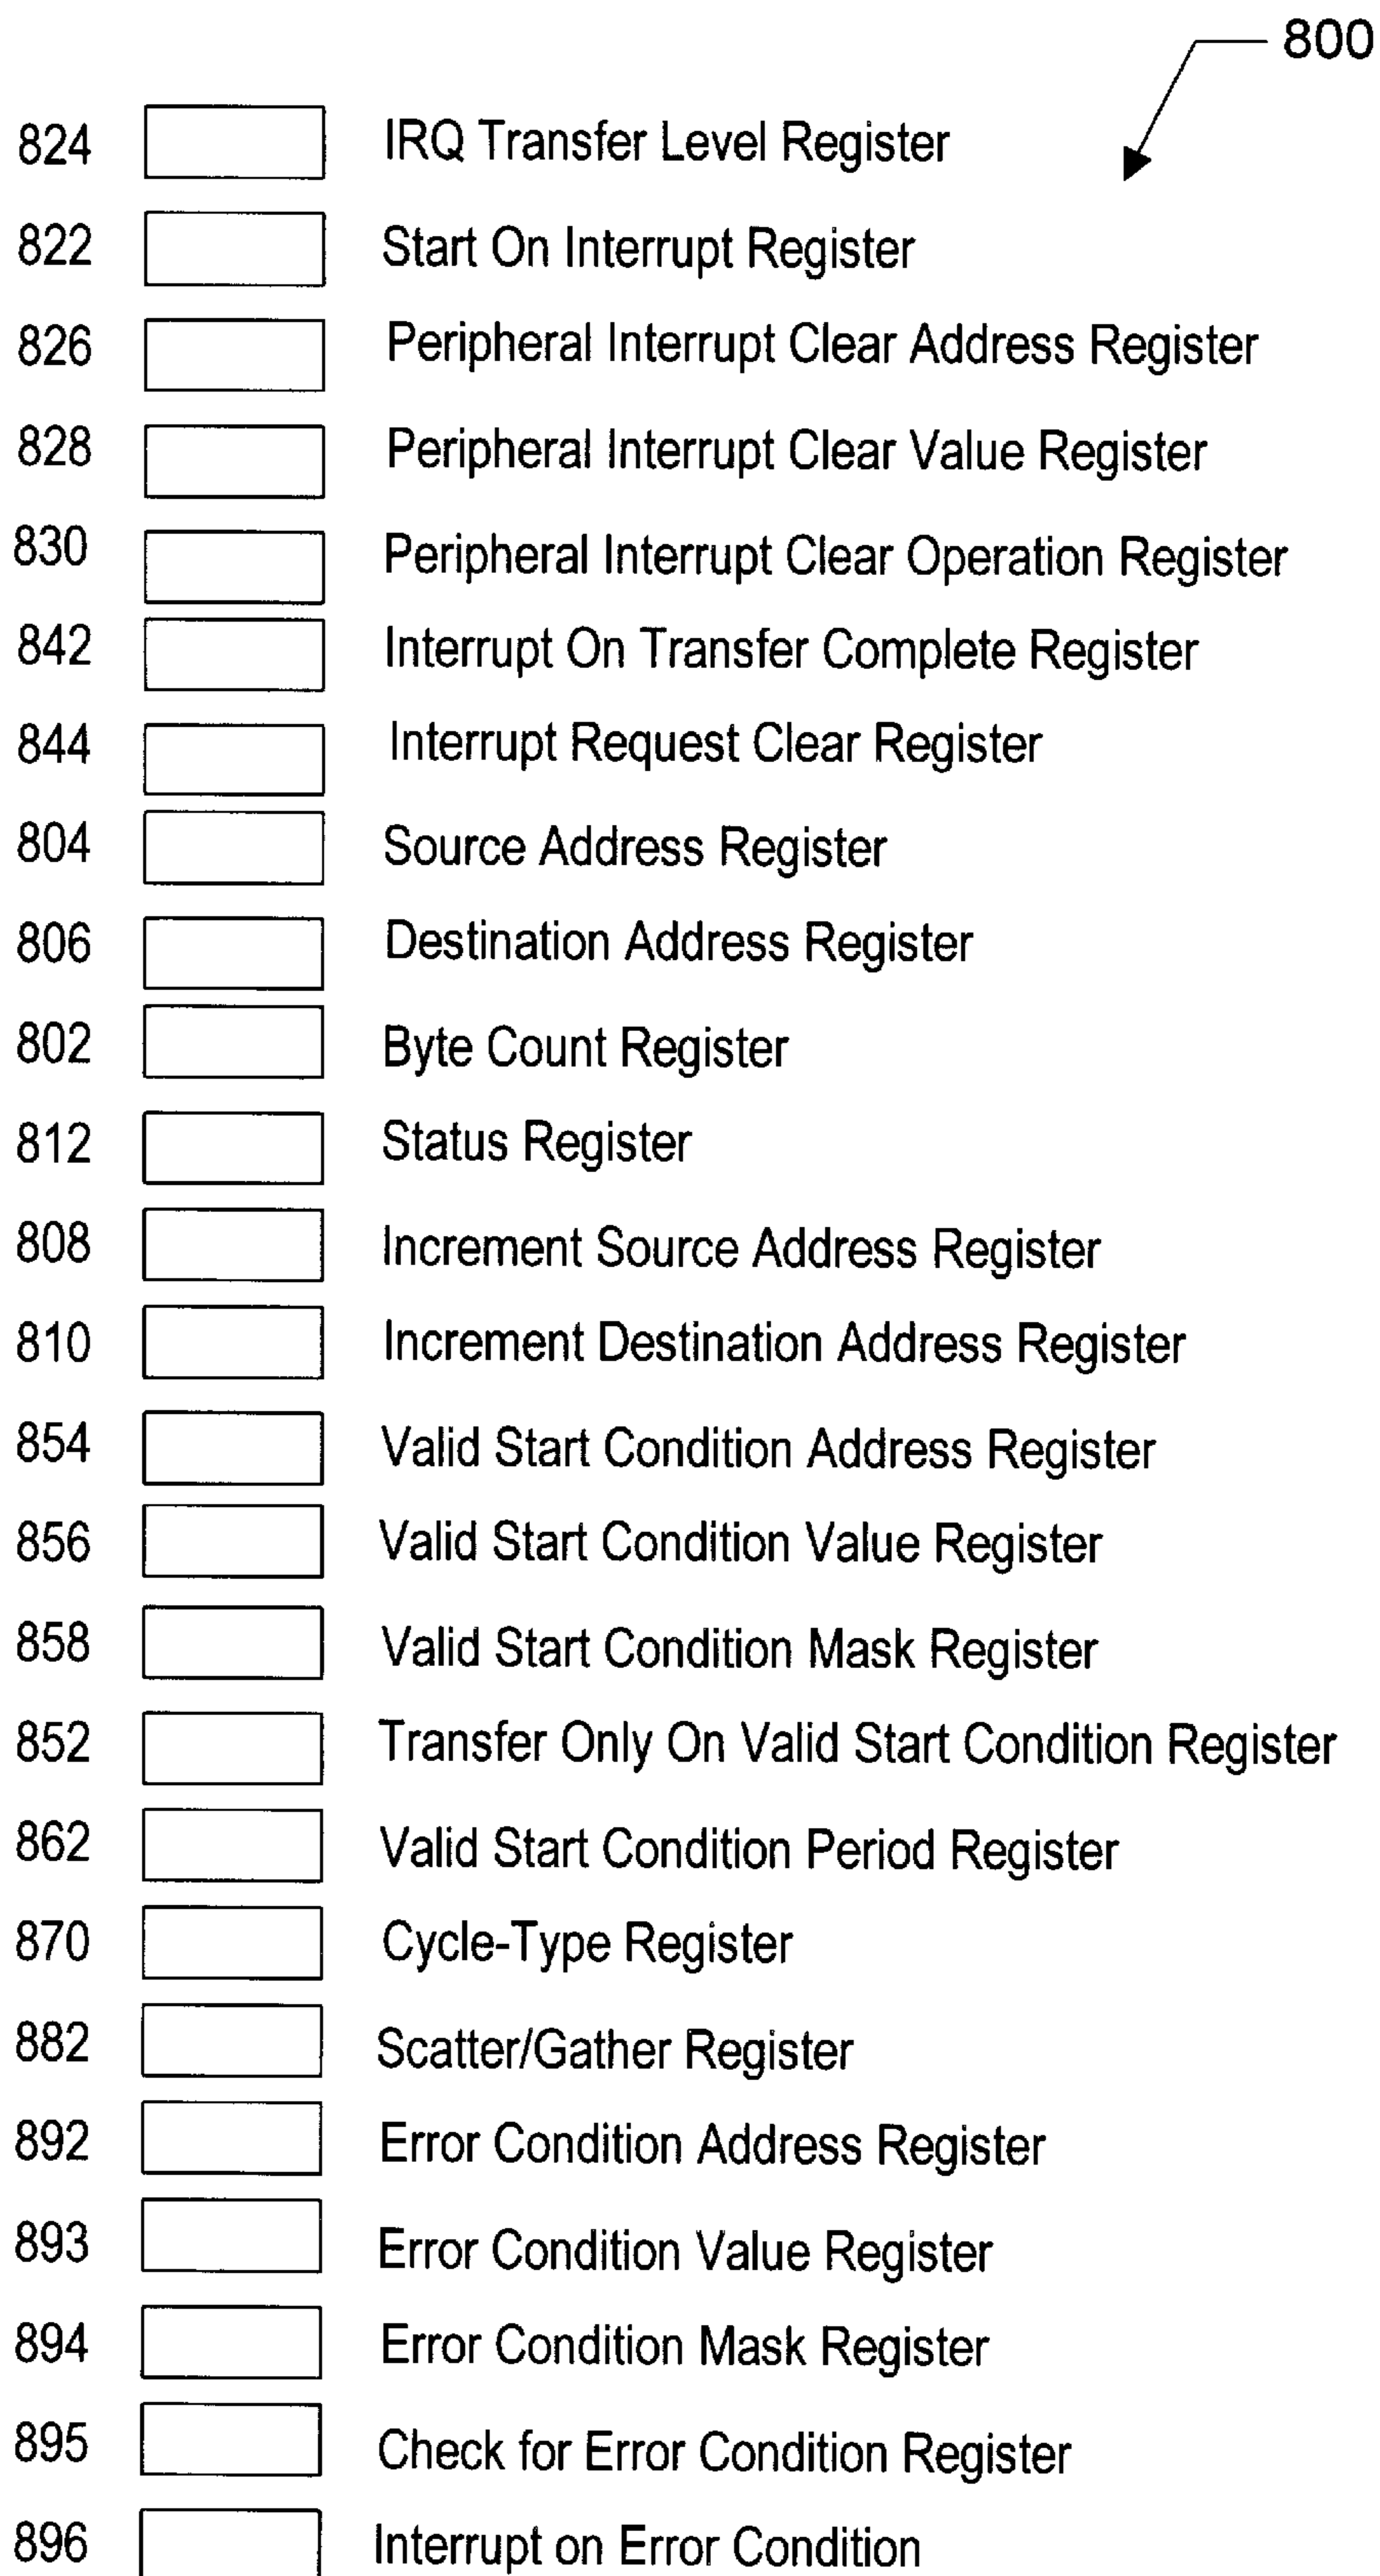 800
824 IRQ Transfer Level Register
822 Start On Interrupt Register
826 Peripheral Interrupt Clear Address Register
828 Peripheral Interrupt Clear Value Register
830 Peripheral Interrupt Clear Operation Register
842 Interrupt On Transfer Complete Register
844 Interrupt Request Clear Register
804 Source Address Register
806 Destination Address Register
802 Byte Count Register
812 Status Register
808 Increment Source Address Register
810 Increment Destination Address Register
854 Valid Start Condition Address Register
856 Valid Start Condition Value Register
858 Valid Start Condition Mask Register
852 Transfer Only On Valid Start Condition Register
862 Valid Start Condition Period Register
870 Cycle-Type Register
882 Scatter/Gather Register
892 Error Condition Address Register
893 Error Condition Value Register
894 Error Condition Mask Register
895 Check for Error Condition Register
896 Interrupt on Error Condition